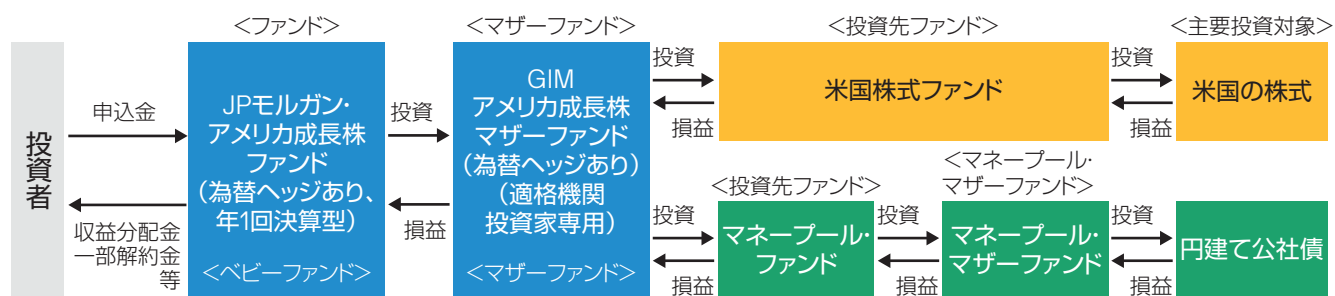 <ファンド>
<マザーファンド>
<投資先ファンド>
<主要投資対象>
投資者
申込金
収益分配金
一部解約金
等
JPモルガン・
アメリカ成長株
ファンド
(為替ヘッジあり、
年1回決算型)
<ベビーファンド>
投資
損益
GIM
アメリカ成長株
マザーファンド
(為替ヘッジあり)
(適格機関
投資家専用)
<マザーファンド>
投資
損益
米国株式ファンド
投資
損益
米国の株式
投資
損益
<投資先ファンド>
マネープール・
ファンド
投資
損益
<マネープール・
マザーファンド>
マネープール・
マザーファンド
投資
損益
円建て公社債